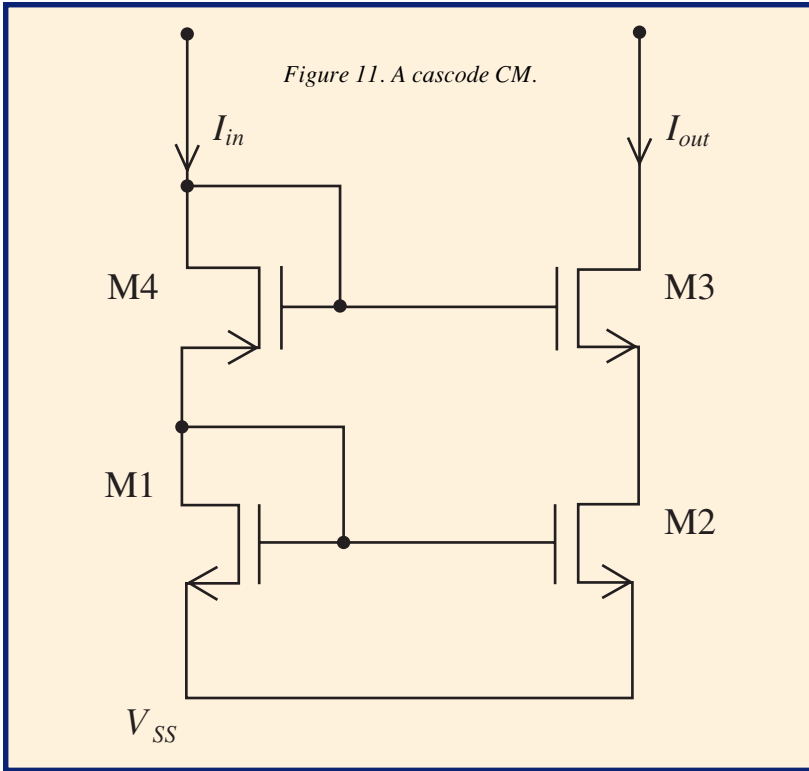 Figure 11. A cascode CM.
I_in
I_out
M4
M3
M1
M2
V_SS